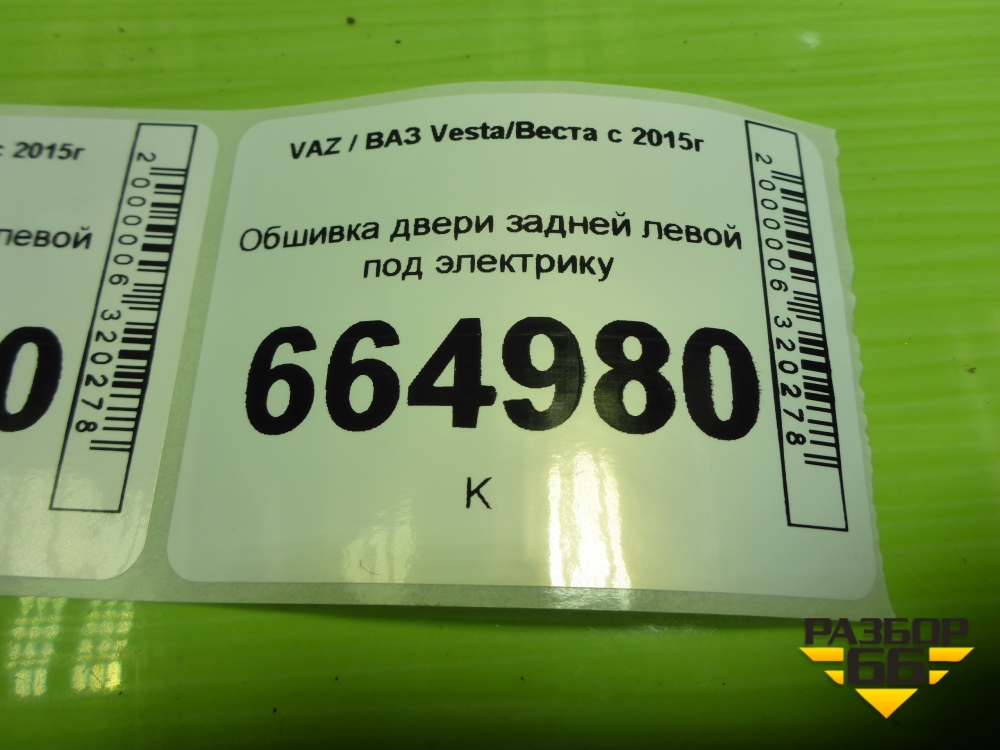 с 2015г
левой
0
2000006320278
VAZ / ВАЗ Vesta/Веста с 2015г
Обшивка двери задней левой
под электрику
664980
К
2000006320278
РАЗБОР
66